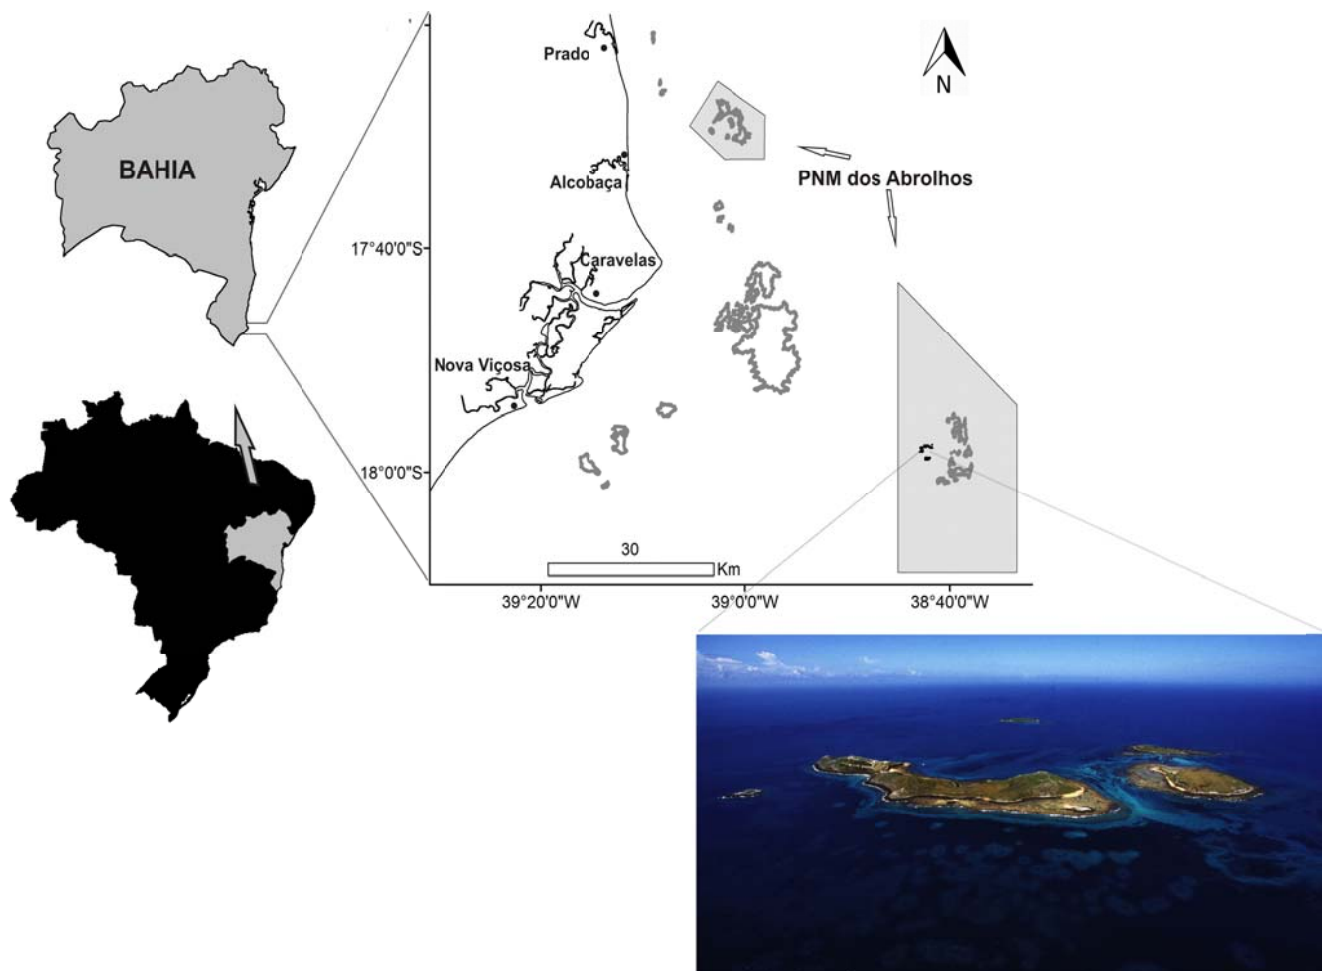 Prado
N
BAHIA
PNM dos Abrolhos
Alcobaça
17°40'0"S
Caravelas
Nova Viçosa
18°0'0"S
30
Km
39°20'0"W
39°0'0"W
38°40'0"W